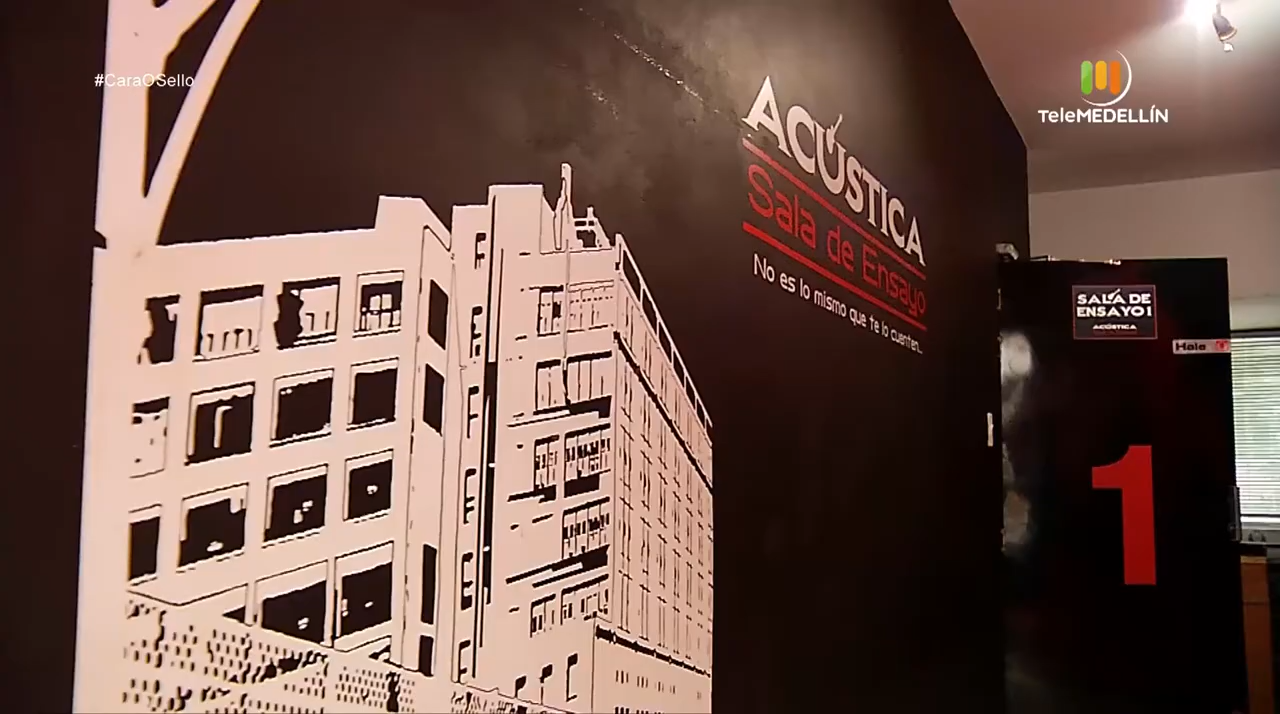 #CaraOSello
TeleMEDELLÍN
ACÚSTICA
Sala de Ensayo
No es lo mismo que te lo cuenten...
SALA DE
ENSAYO 1
ACÚSTICA
Hale
1